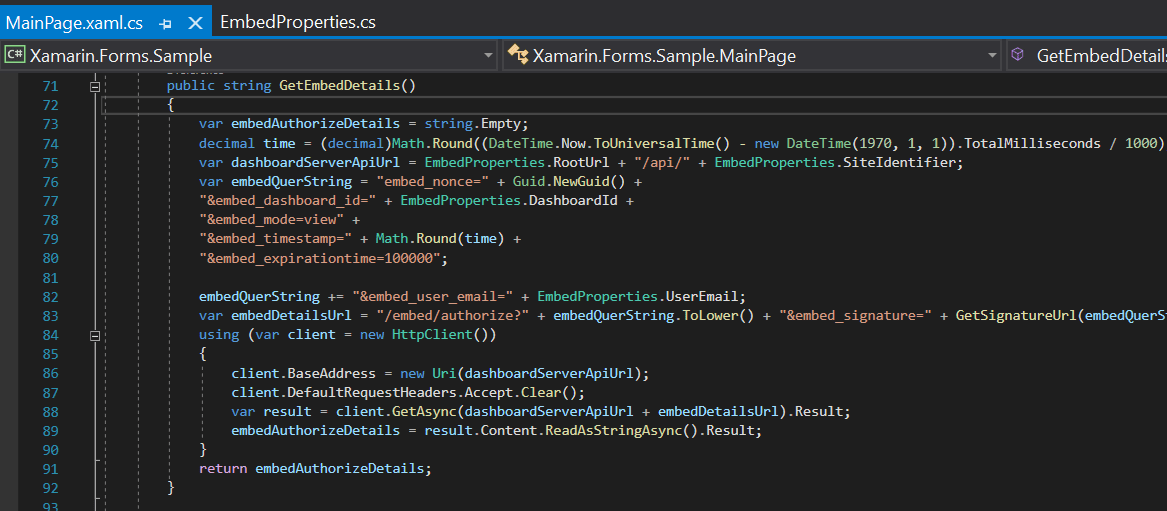 MainPage.xaml.cs EmbedProperties.cs
C# Xamarin.Forms.Sample Xamarin.Forms.Sample.MainPage
71 public string GetEmbedDetails()
72 {
73 var embedAuthorizeDetails = string.Empty;
74 decimal time = (decimal)Math.Round((DateTime.Now.ToUniversalTime() - new DateTime(1970, 1, 1)).TotalMilliseconds / 1000)
75 var dashboardServerApiUrl = EmbedProperties.RootUrl + "/api/" + EmbedProperties.SiteIdentifier;
76 var embedQuerString = "embed_nonce=" + Guid.NewGuid() +
77 "&embed_dashboard_id=" + EmbedProperties.DashboardId +
78 "&embed_mode=view" +
79 "&embed_timestamp=" + Math.Round(time) +
80 "&embed_expirationtime=100000";
81
82 embedQuerString += "&embed_user_email=" + EmbedProperties.UserEmail;
83 var embedDetailsUrl = "/embed/authorize?" + embedQuerString.ToLower() + "&embed_signature=" + GetSignatureUrl(
84 using (var client = new HttpClient())
85 {
86 client.BaseAddress = new Uri(dashboardServerApiUrl);
87 client.DefaultRequestHeaders.Accept.Clear();
88 var result = client.GetAsync(dashboardServerApiUrl + embedDetailsUrl).Result;
89 embedAuthorizeDetails = result.Content.ReadAsStringAsync().Result;
90 }
91 return embedAuthorizeDetails;
92 }
93